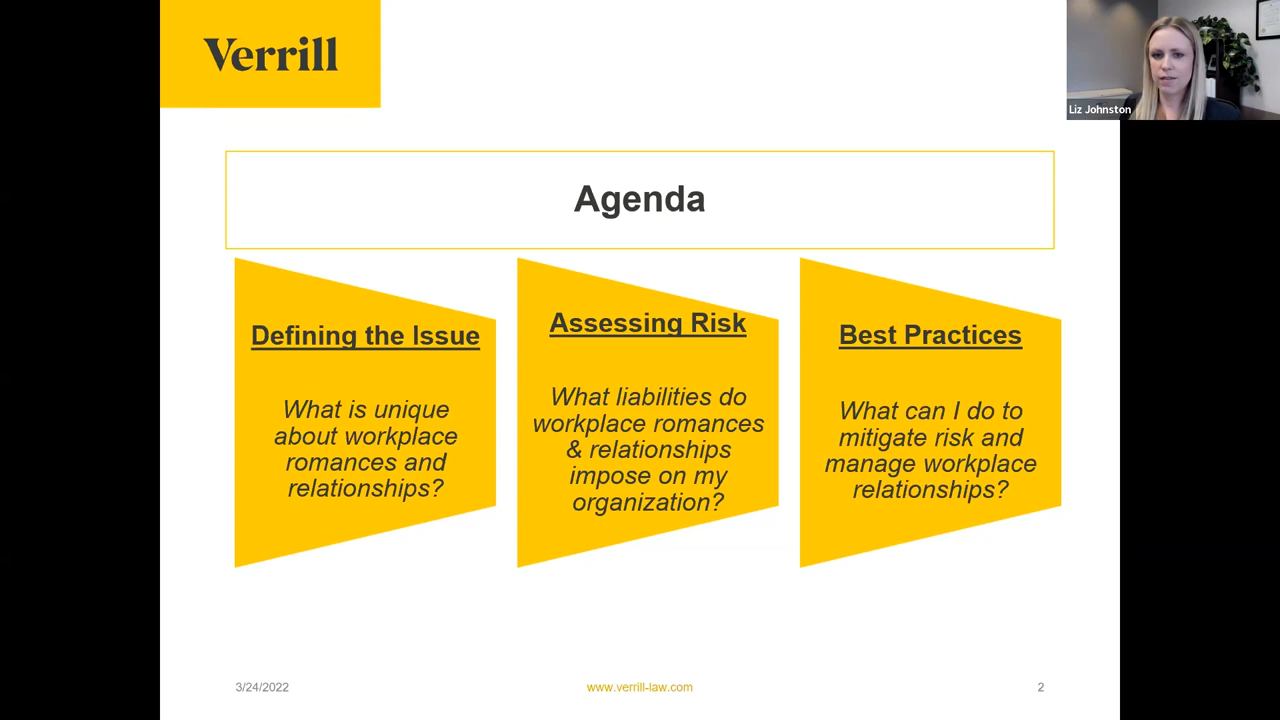 Verrill
Liz Johnston
Agenda
Defining the Issue
What is unique
about workplace
romances and
relationships?
Assessing Risk
What liabilities do
workplace romances
& relationships
impose on my
organization?
Best Practices
What can I do to
mitigate risk and
manage workplace
relationships?
3/24/2022
www.verrill-law.com
2